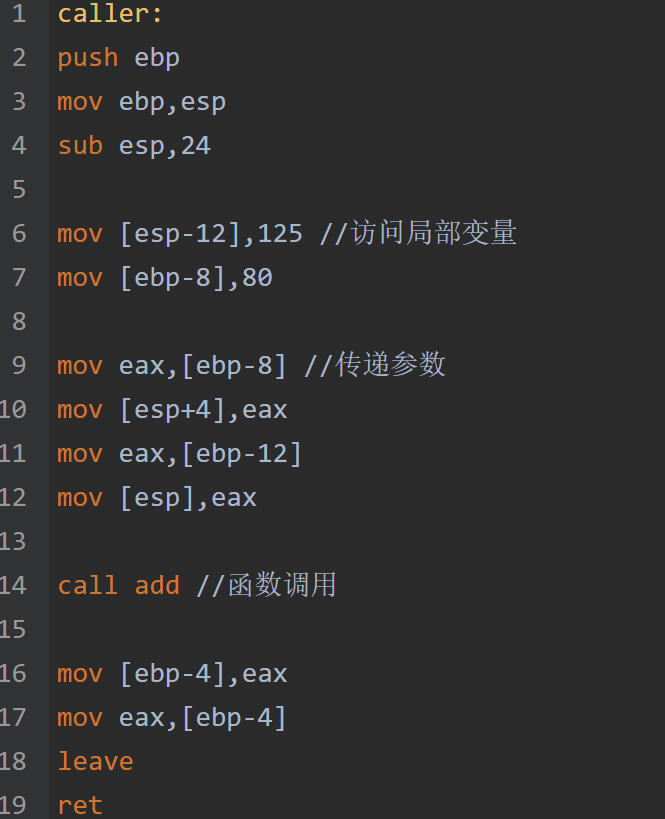 1 caller:
2 push ebp
3 mov ebp,esp
4 sub esp,24
5
6 mov [esp-12],125 //访问局部变量
7 mov [ebp-8],80
8
9 mov eax,[ebp-8] //传递参数
10 mov [esp+4],eax
11 mov eax,[ebp-12]
12 mov [esp],eax
13
14 call add //函数调用
15
16 mov [ebp-4],eax
17 mov eax,[ebp-4]
18 leave
19 ret